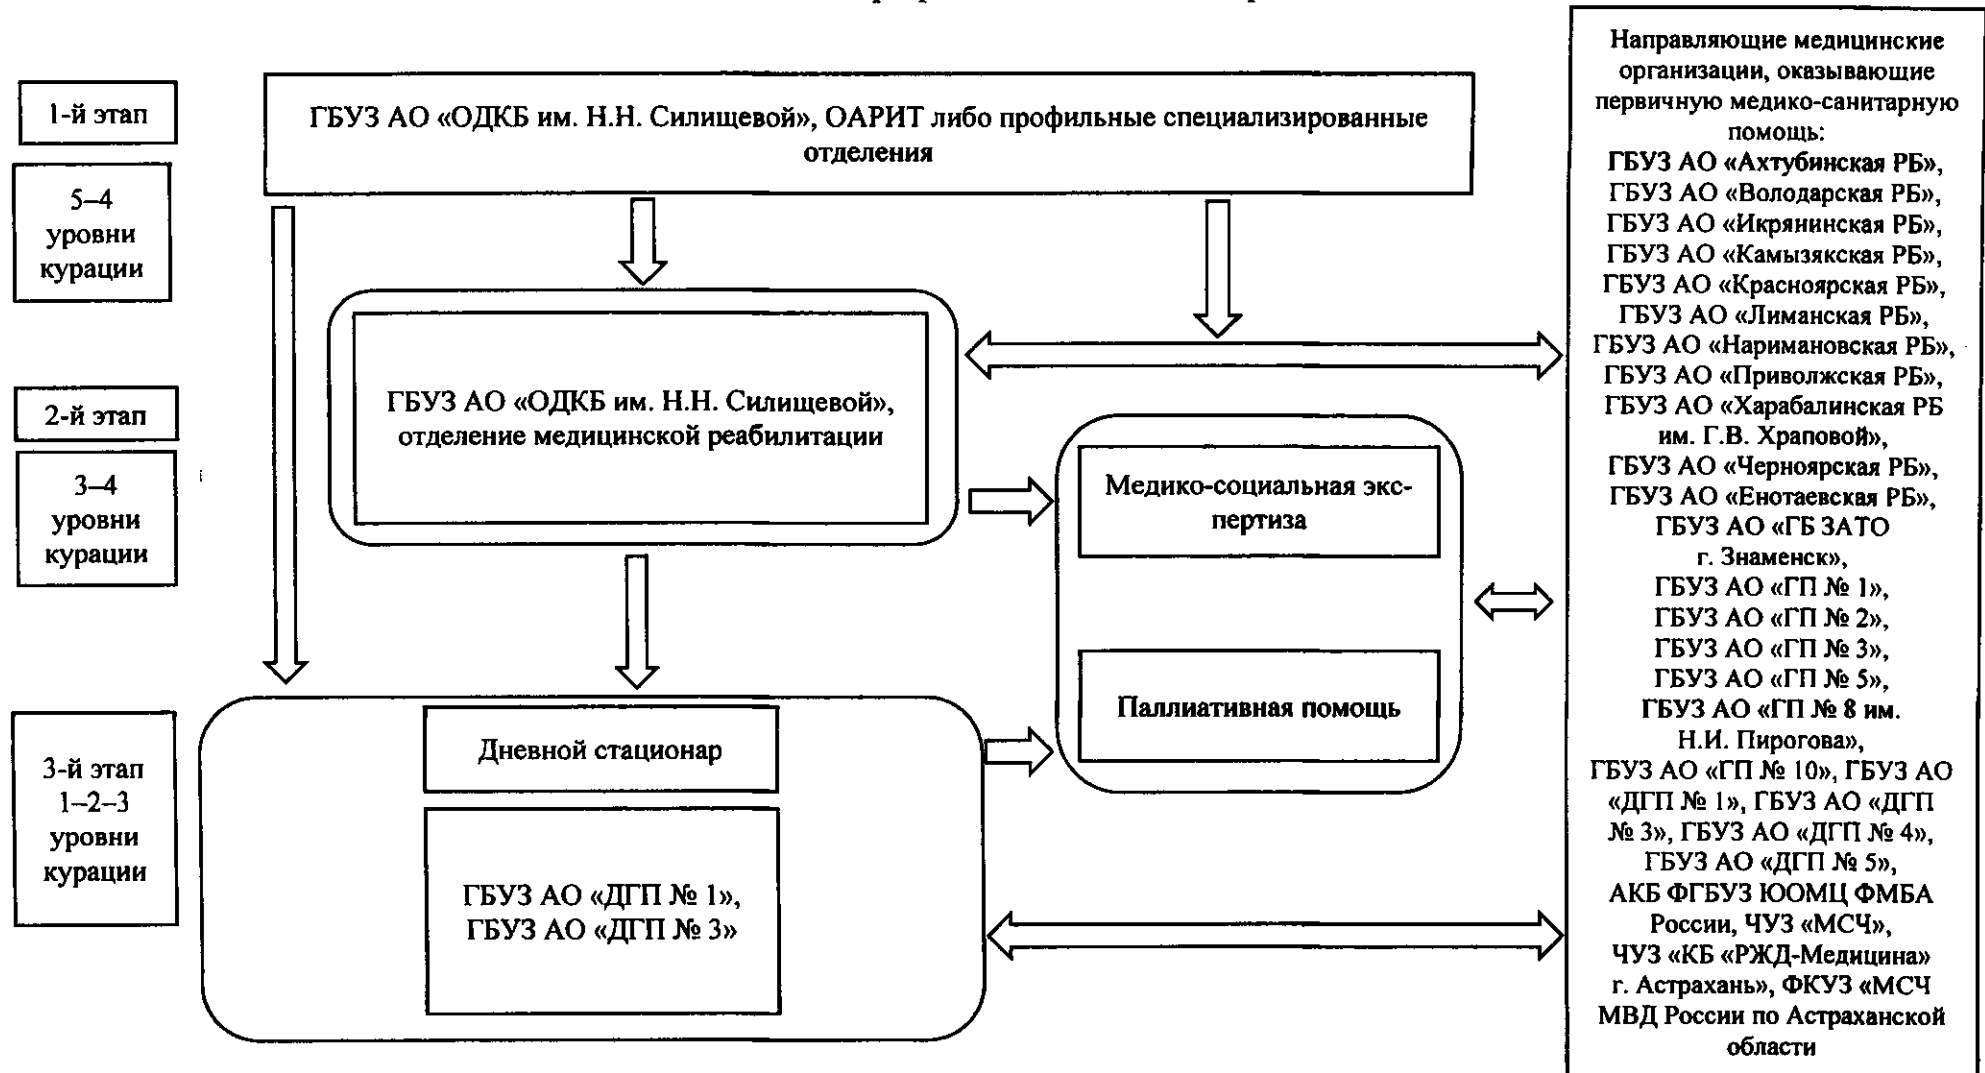 1-й этап
5–4
уровни
курации
ГБУЗ АО «ОДКБ им. Н.Н. Силищевой», ОАРИТ либо профильные специализированные
отделения
2-й этап
3–4
уровни
курации
ГБУЗ АО «ОДКБ им. Н.Н. Силищевой»,
отделение медицинской реабилитации
Медико-социальная экс-
пертиза
Паллиативная помощь
3-й этап
1–2–3
уровни
курации
Дневной стационар
ГБУЗ АО «ДГП № 1»,
ГБУЗ АО «ДГП № 3»
Направляющие медицинские
организации, оказывающие
первичную медико-санитарную
помощь:
ГБУЗ АО «Ахтубинская РБ»,
ГБУЗ АО «Володарская РБ»,
ГБУЗ АО «Икрянинская РБ»,
ГБУЗ АО «Камызякская РБ»,
ГБУЗ АО «Красноярская РБ»,
ГБУЗ АО «Лиманская РБ»,
ГБУЗ АО «Наримановская РБ»,
ГБУЗ АО «Приволжская РБ»,
ГБУЗ АО «Харабалинская РБ
им. Г.В. Храповой»,
ГБУЗ АО «Черноярская РБ»,
ГБУЗ АО «Енотаевская РБ»,
ГБУЗ АО «ГБ ЗАТО
г. Знаменск»,
ГБУЗ АО «ГП № 1»,
ГБУЗ АО «ГП № 2»,
ГБУЗ АО «ГП № 3»,
ГБУЗ АО «ГП № 5»,
ГБУЗ АО «ГП № 8 им.
Н.И. Пирогова»,
ГБУЗ АО «ГП № 10», ГБУЗ АО
«ДГП № 1», ГБУЗ АО «ДГП
№ 3», ГБУЗ АО «ДГП № 4»,
ГБУЗ АО «ДГП № 5»,
АКБ ФГБУЗ ЮОМЦ ФМБА
России, ЧУЗ «МСЧ»,
ЧУЗ «КБ «РЖД-Медицина»
г. Астрахань», ФКУЗ «МСЧ
МВД России по Астраханской
области